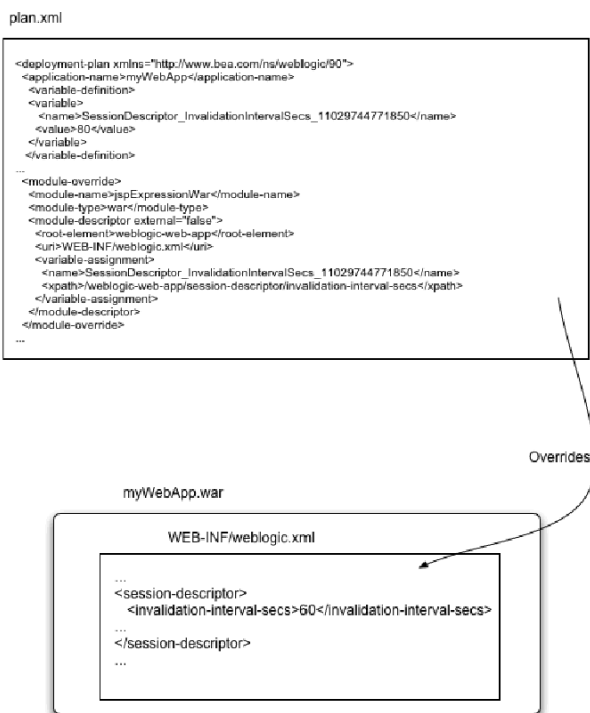 plan.xml
<deployment-plan xmlns="http://www.bea.com/ns/weblogic/90">
<application-name>myWebApp</application-name>
<variable-definition>
<variable>
<name>SessionDescriptor_InvalidationIntervalSecs_11029744771850</name>
<value>80</value>
</variable>
</variable-definition>
...
<module-override>
<module-name>jspExpressionWar</module-name>
<module-type>war</module-type>
<module-descriptor external="false">
<root-element>weblogic-web-app</root-element>
<uri>WEB-INF/weblogic.xml</uri>
<variable-assignment>
<name>SessionDescriptor_InvalidationIntervalSecs_11029744771850</name>
<xpath>/weblogic-web-app/session-descriptor/invalidation-interval-secs</xpath>
</variable-assignment>
</module-descriptor>
</module-override>
...
Overrides
myWebApp.war
WEB-INF/weblogic.xml
...
<session-descriptor>
<invalidation-interval-secs>60</invalidation-interval-secs>
...
</session-descriptor>
...